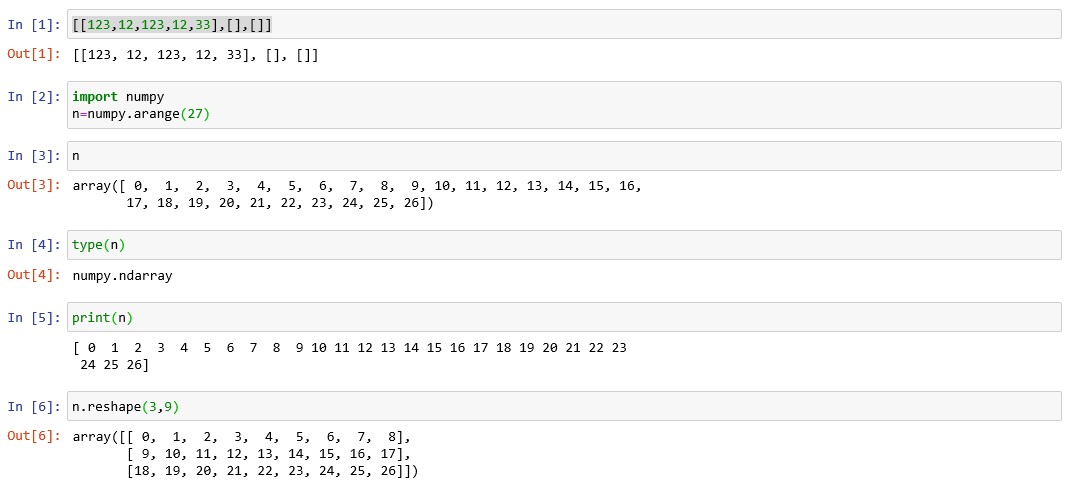 In [1]: [[123,12,123,12,33],[],[]]
Out[1]: [[123, 12, 123, 12, 33], [], []]
In [2]: import numpy
n=numpy.arange(27)
In [3]: n
Out[3]: array([ 0,  1,  2,  3,  4,  5,  6,  7,  8,  9, 10, 11, 12, 13, 14, 15, 16,
       17, 18, 19, 20, 21, 22, 23, 24, 25, 26])
In [4]: type(n)
Out[4]: numpy.ndarray
In [5]: print(n)
[ 0  1  2  3  4  5  6  7  8  9 10 11 12 13 14 15 16 17 18 19 20 21 22 23
 24 25 26]
In [6]: n.reshape(3,9)
Out[6]: array([[ 0,  1,  2,  3,  4,  5,  6,  7,  8],
       [ 9, 10, 11, 12, 13, 14, 15, 16, 17],
       [18, 19, 20, 21, 22, 23, 24, 25, 26]])